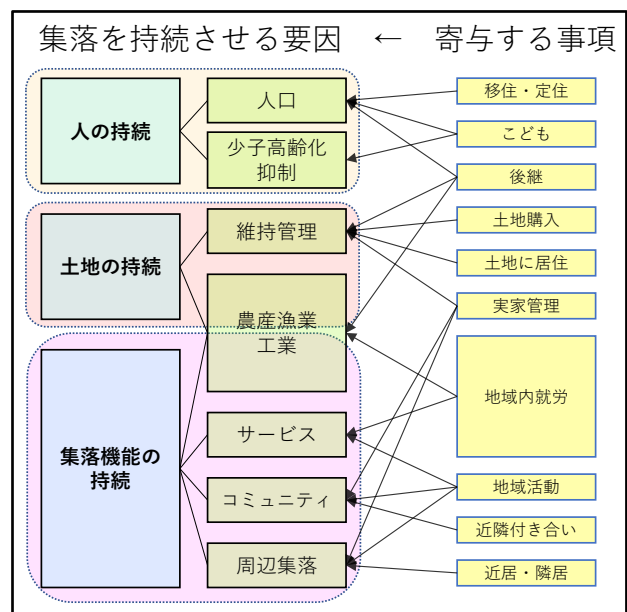 集落を持続させる要因 ← 寄与する事項
人の持続
人口
少子高齢化
抑制
土地の持続
維持管理
農産漁業
工業
集落機能の
持続
サービス
コミュニティ
周辺集落
移住・定住
こども
後継
土地購入
土地に居住
実家管理
地域内就労
地域活動
近隣付き合い
近居・隣居